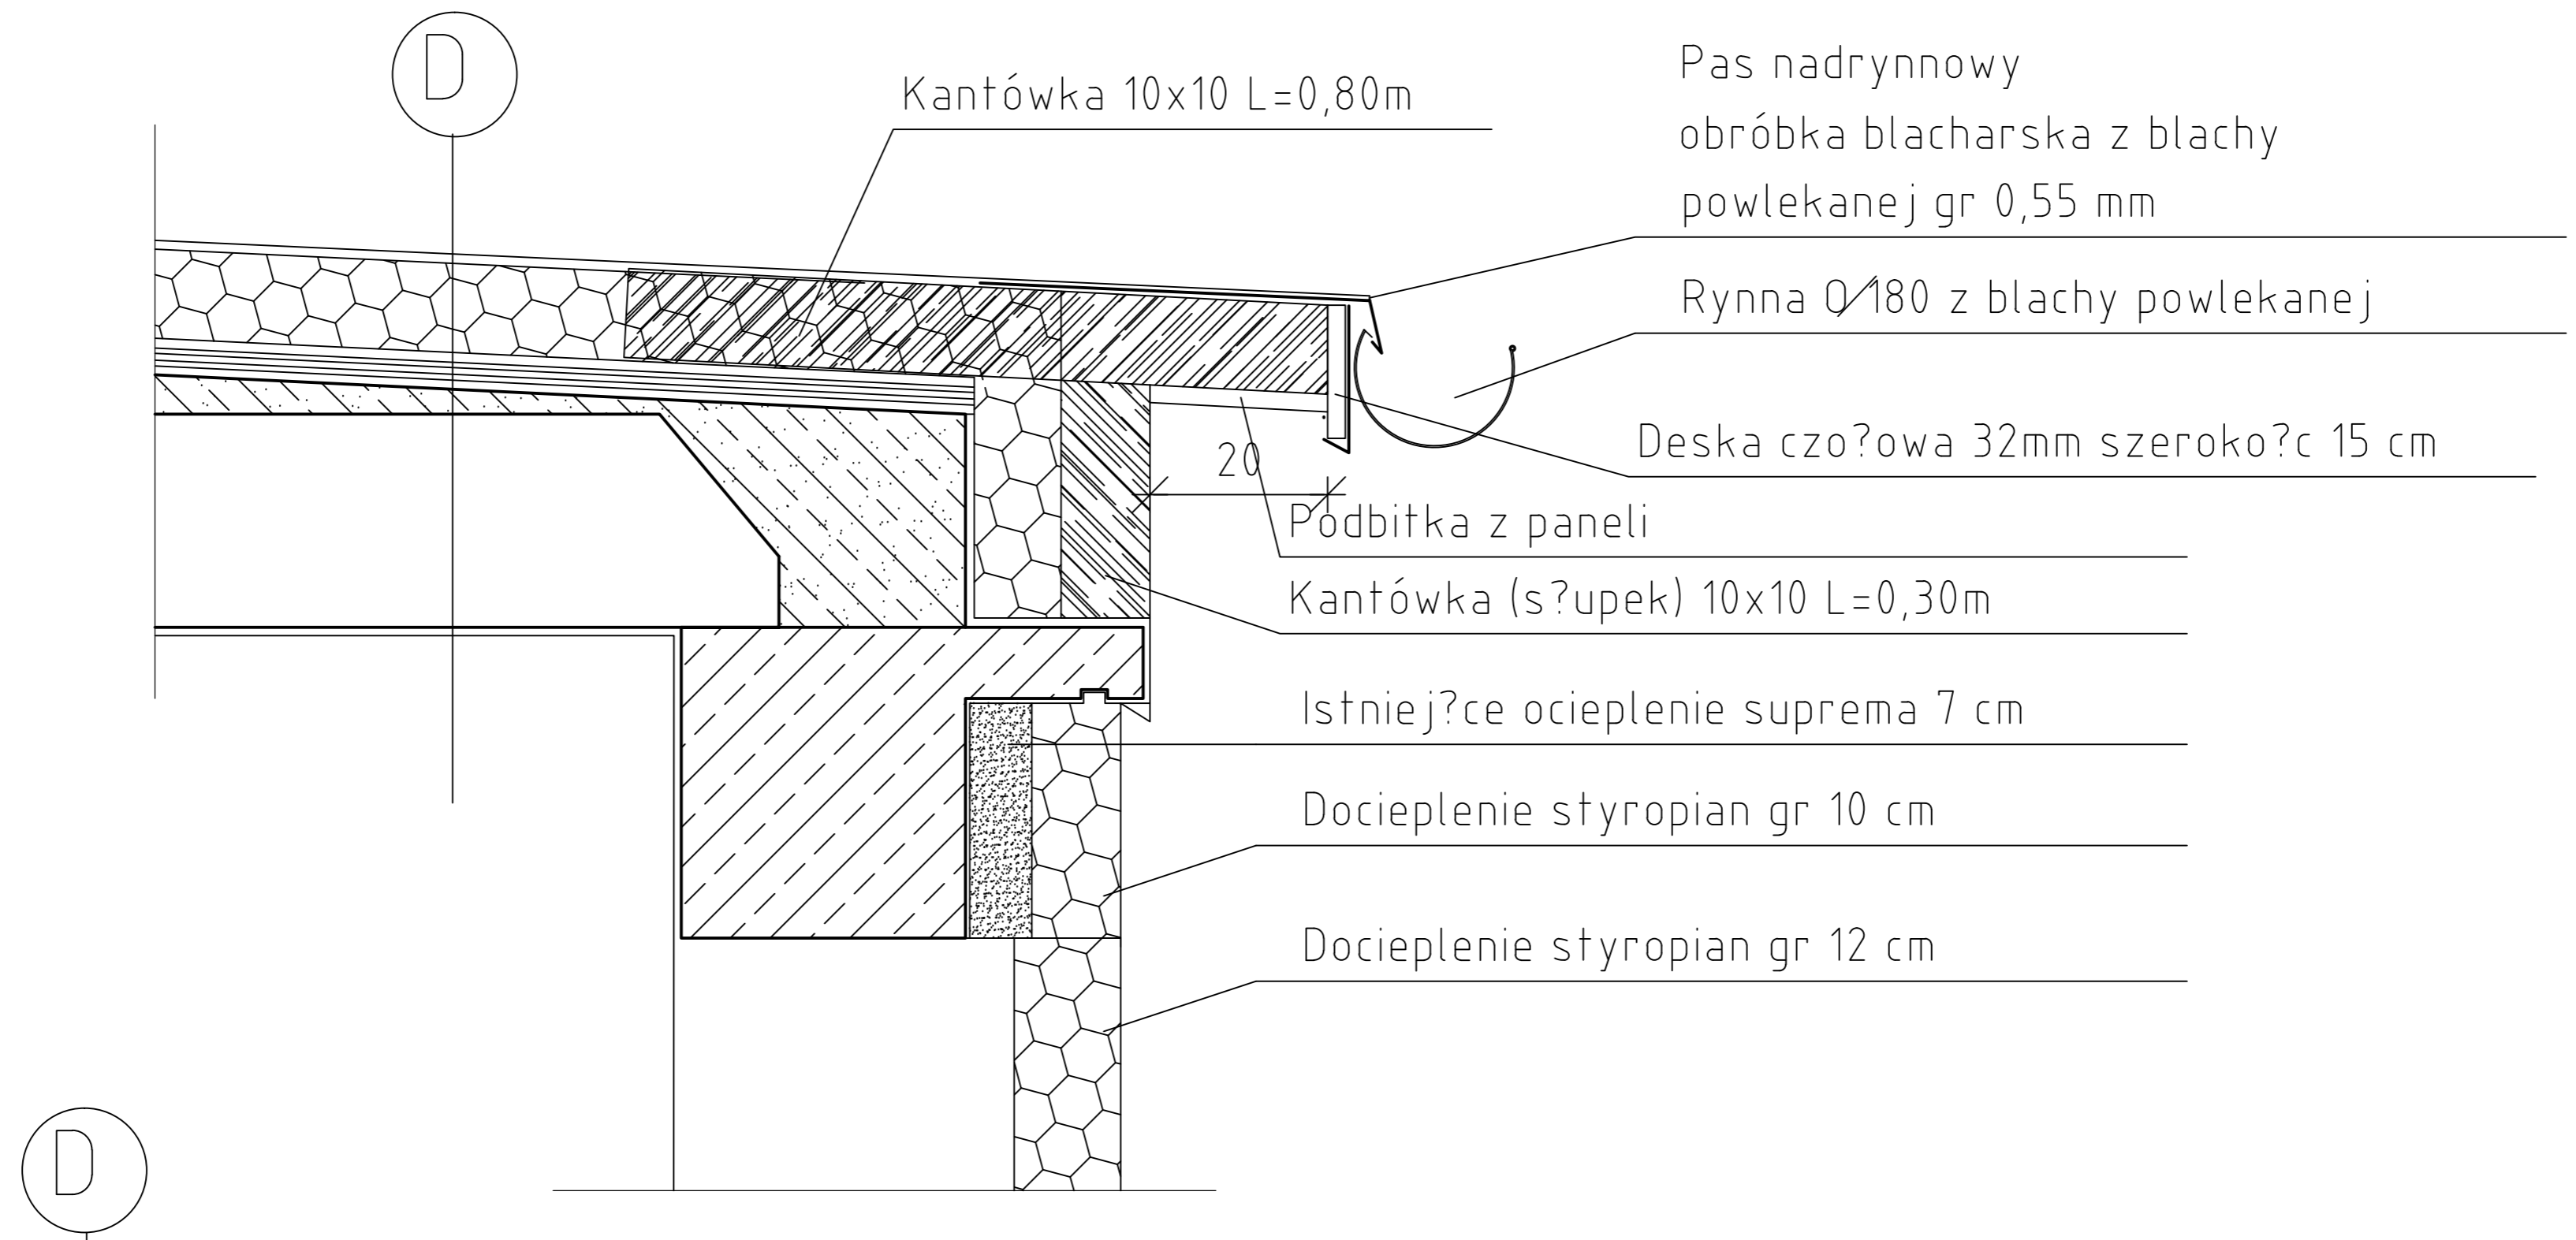 D
Kantówka 10x10 L=0,80m
Pas nadrynnowy
obróbka blacharska z blachy
powlekanej gr 0,55 mm
Rynna O/180 z blachy powlekanej
Deska czo?owa 32mm szeroko?c 15 cm
20
Podbitka z paneli
Kantówka (s?upek) 10x10 L=0,30m
Istniej?ce ocieplenie suprema 7 cm
Docieplenie styropian gr 10 cm
Docieplenie styropian gr 12 cm
D